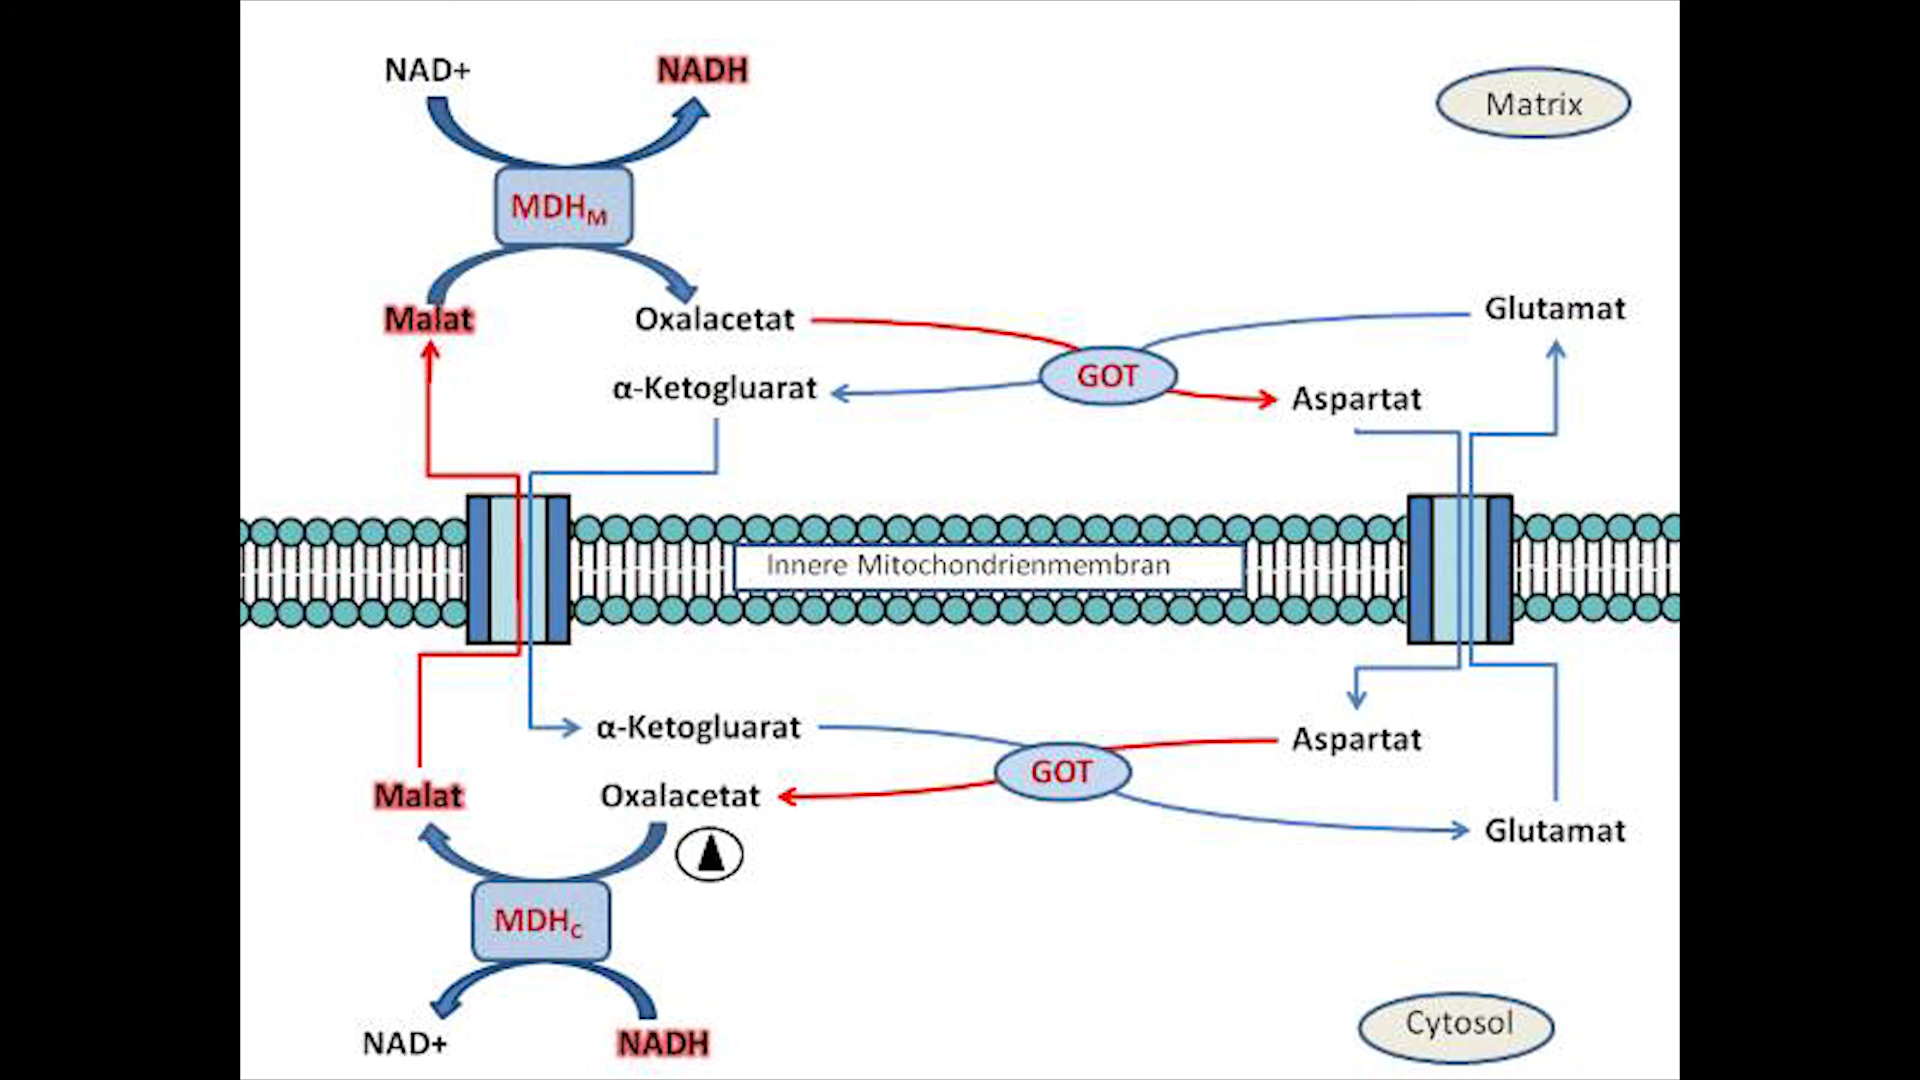 NAD+
NADH
Matrix
MDHM
Malat
Oxalacetat
Glutamat
α-Ketogluarat
GOT
Aspartat
Innere Mitochondrienmembran
α-Ketogluarat
Aspartat
GOT
Malat
Oxalacetat
Glutamat
MDHC
NAD+
NADH
Cytosol